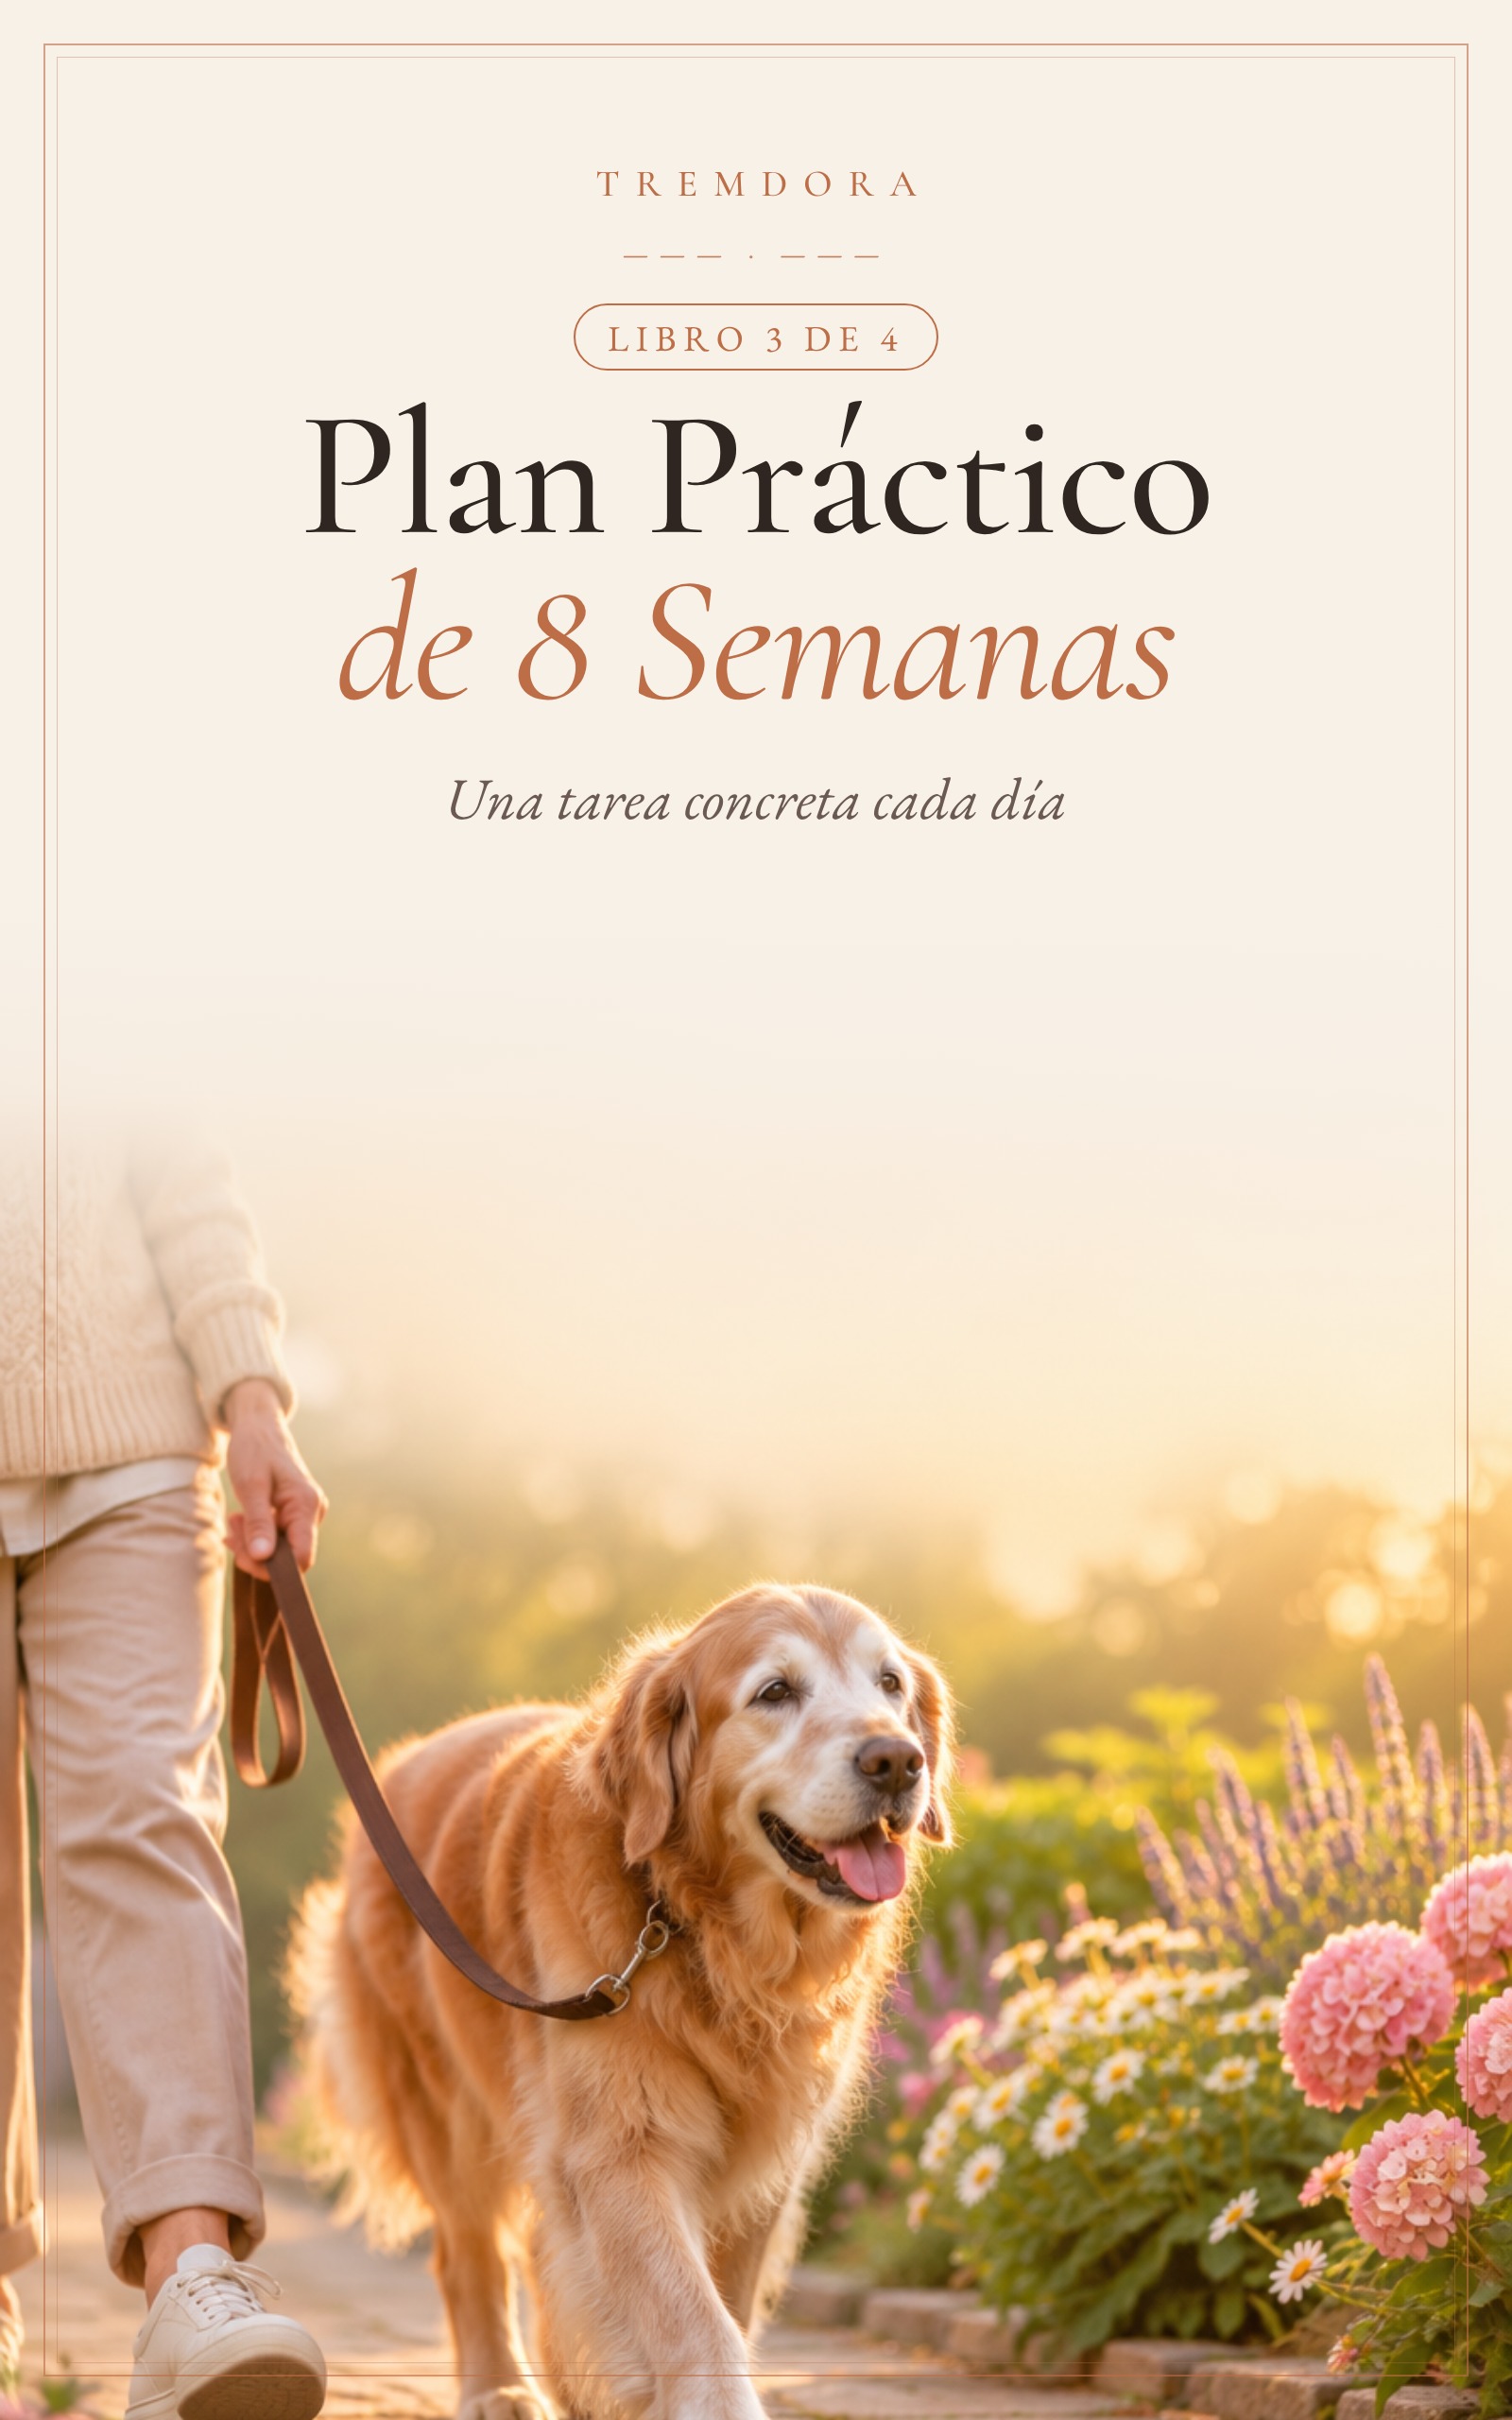 TREMDORA
——— · ———
LIBRO 3 DE 4
Plan Práctico
de 8 Semanas
Una tarea concreta cada día